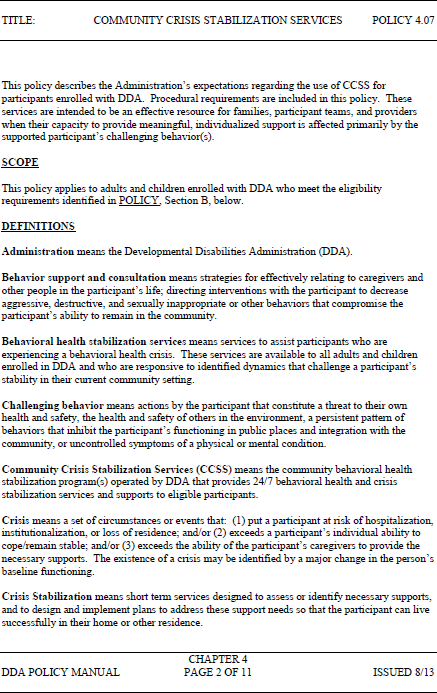 TITLE: COMMUNITY CRISIS STABILIZATION SERVICES POLICY 4.07
This policy describes the Administration's expectations regarding the use of CCSS for
participants enrolled with DDA. Procedural requirements are included in this policy. These
services are intended to be an effective resource for families, participant teams, and providers
when their capacity to provide meaningful, individualized support is affected primarily by the
supported participant's challenging behavior(s).
SCOPE
This policy applies to adults and children enrolled with DDA who meet the eligibility
requirements identified in POLICY, Section B, below.
DEFINITIONS
Administration means the Developmental Disabilities Administration (DDA).
Behavior support and consultation means strategies for effectively relating to caregivers and
other people in the participant's life; directing interventions with the participant to decrease
aggressive, destructive, and sexually inappropriate or other behaviors that compromise the
participant's ability to remain in the community.
Behavioral health stabilization services means services to assist participants who are
experiencing a behavioral health crisis. These services are available to all adults and children
enrolled in DDA and who are responsive to identified dynamics that challenge a participant's
stability in their current community setting.
Challenging behavior means actions by the participant that constitute a threat to their own
health and safety, the health and safety of others in the environment, a persistent pattern of
behaviors that inhibit the participant's functioning in public places and integration with the
community, or uncontrolled symptoms of a physical or mental condition.
Community Crisis Stabilization Services (CCSS) means the community behavioral health
stabilization program(s) operated by DDA that provides 24/7 behavioral health and crisis
stabilization services and supports to eligible participants.
Crisis means a set of circumstances or events that: (1) put a participant at risk of hospitalization,
institutionalization, or loss of residence; and/or (2) exceeds a participant's individual ability to
cope/remain stable; and/or (3) exceeds the ability of the participant's caregivers to provide the
necessary supports. The existence of a crisis may be identified by a major change in the person's
baseline functioning.
Crisis Stabilization means short term services designed to assess or identify necessary supports,
and to design and implement plans to address these support needs so that the participant can live
successfully in their home or other residence.
CHAPTER 4
DDA POLICY MANUAL PAGE 2 OF 11 ISSUED 8/13